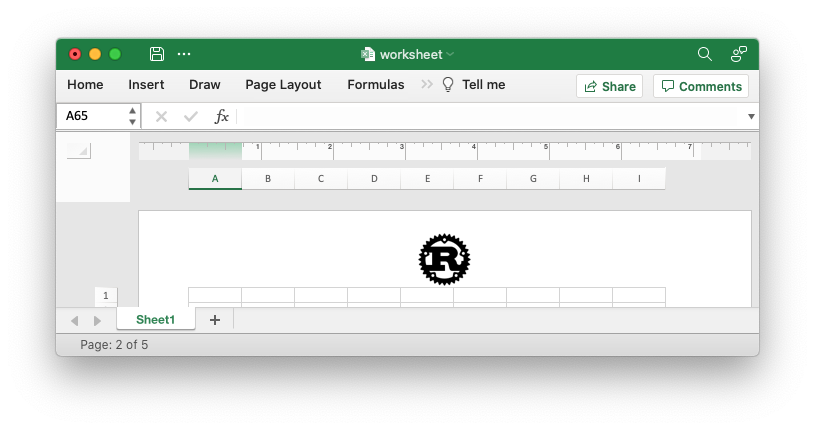 worksheet
Home Insert Draw Page Layout Formulas Tell me Share Comments
A65 fx
1 2 3 4 5 6 7
A B C D E F G H I
R
1
Sheet1 +
Page: 2 of 5